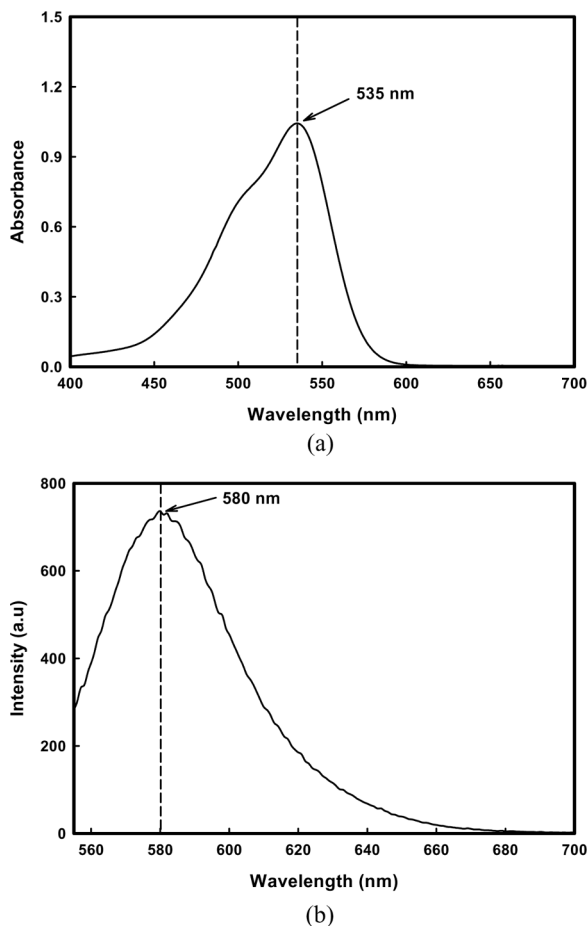 1.5
1.2
0.9
0.6
0.3
0.0
Absorbance
535 nm
400 450 500 550 600 650 700
Wavelength (nm)
(a)
800
600
400
200
0
Intensity (a.u)
580 nm
560 580 600 620 640 660 680 700
Wavelength (nm)
(b)